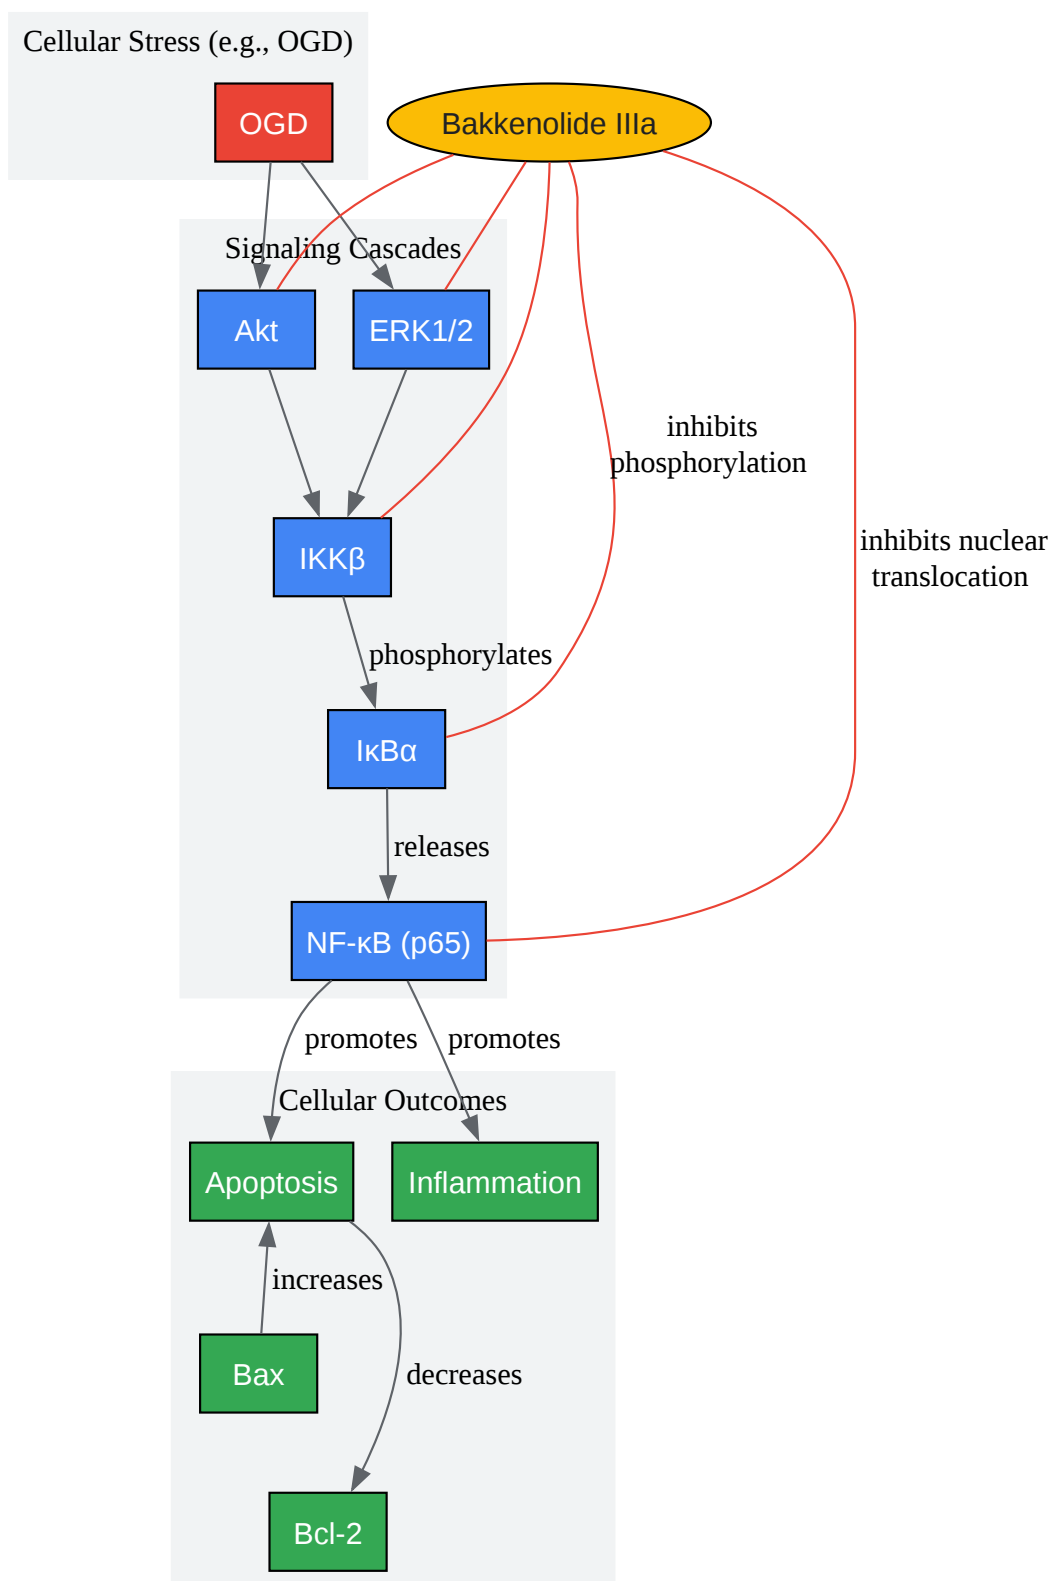 Cellular Stress (e.g., OGD)
OGD
Bakkenolide IIIa
Signaling Cascades
Akt
ERK1/2
inhibits
phosphorylation
inhibits nuclear
translocation
IKKβ
phosphorylates
IκBα
releases
NF-κB (p65)
promotes
promotes
Cellular Outcomes
Apoptosis
Inflammation
increases
Bax
decreases
Bcl-2